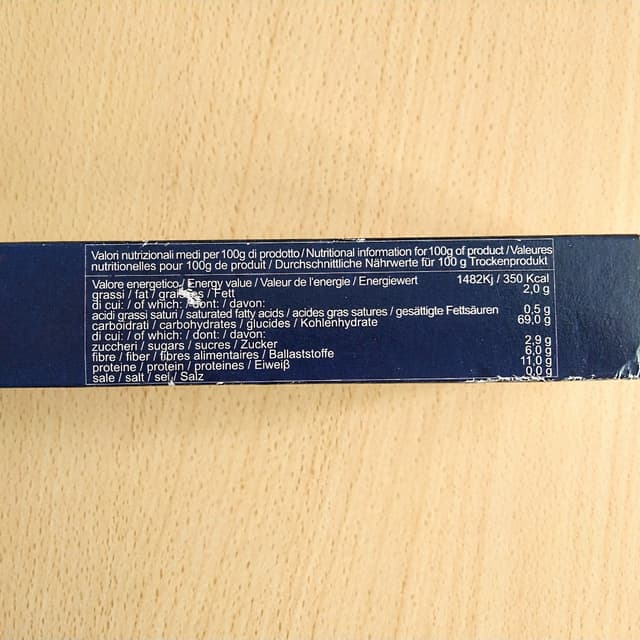 Valori nutrizionali medi per 100g di prodotto / Nutritional information for 100g of product / Valeures
nutritionelles pour 100g de produit / Durchschnittliche Nährwerte für 100 g Trockenprodukt
Valore energetico / Energy value / Valeur de l'energie / Energiewert 1482Kj / 350 Kcal
grassi / fat / graisses / Fett 2,0 g
di cui: / of which: / dont: / davon:
acidi grassi saturi / saturated fatty acids / acides gras satures / gesättigte Fettsäuren 0,5 g
carboidrati / carbohydrates / glucides / Kohlenhydrate 69,0 g
di cui: / of which: / dont: / davon:
zuccheri / sugars / sucres / Zucker 2,9 g
fibre / fiber / fibres alimentaires / Ballaststoffe 6,0 g
proteine / protein / proteines / Eiweiß 11,0 g
sale / salt / sel / Salz 0,0 g